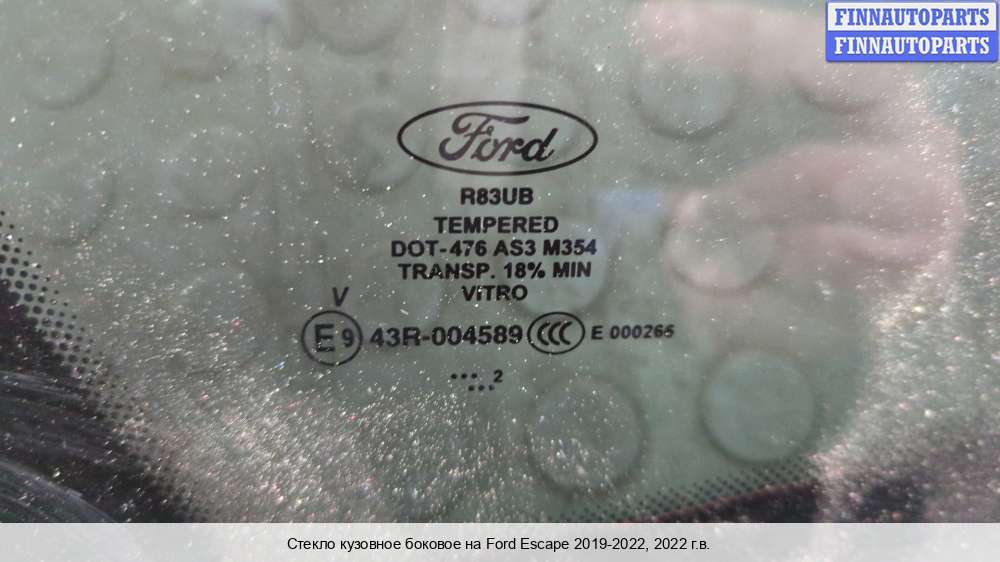 FINNAUTOPARTS
FINNAUTOPARTS
Ford
R83UB
TEMPERED
DOT-476 AS3 M354
TRANSP. 18% MIN
VITRO
V
E9 43R-004589 CCC E 000265
2
Стекло кузовное боковое на Ford Escape 2019-2022, 2022 г.в.